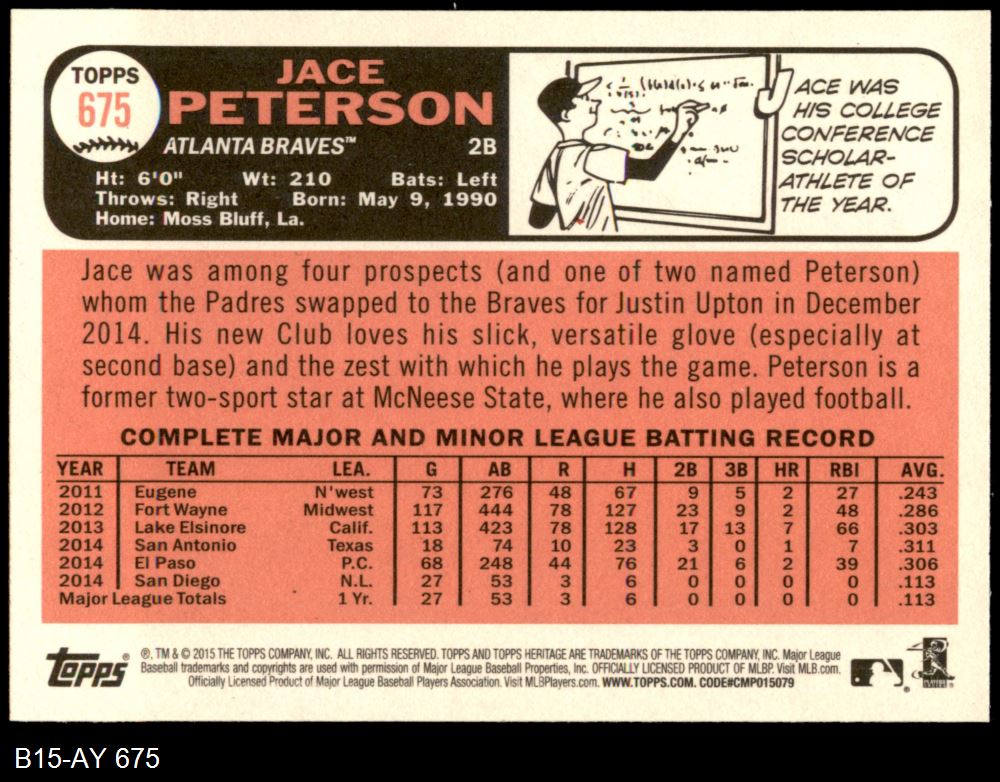 TOPPS
675
JACE
PETERSON
ATLANTA BRAVES™ 2B
Ht: 6'0" Wt: 210 Bats: Left
Throws: Right Born: May 9, 1990
Home: Moss Bluff, La.
JACE WAS
HIS COLLEGE
CONFERENCE
SCHOLAR-
ATHLETE OF
THE YEAR.
Jace was among four prospects (and one of two named Peterson)
whom the Padres swapped to the Braves for Justin Upton in December
2014. His new Club loves his slick, versatile glove (especially at
second base) and the zest with which he plays the game. Peterson is a
former two-sport star at McNeese State, where he also played football.
COMPLETE MAJOR AND MINOR LEAGUE BATTING RECORD
YEAR TEAM LEA. G AB R H 2B 3B HR RBI AVG.
2011 Eugene N'west 73 276 48 67 9 5 2 27 .243
2012 Fort Wayne Midwest 117 444 78 127 23 9 2 48 .286
2013 Lake Elsinore Calif. 113 423 78 128 17 13 7 66 .303
2014 San Antonio Texas 18 74 10 23 3 0 1 7 .311
2014 El Paso P.C. 68 248 44 76 21 6 2 39 .306
2014 San Diego N.L. 27 53 3 6 0 0 0 0 .113
Major League Totals 1 Yr. 27 53 3 6 0 0 0 0 .113
Topps®
®, TM & © 2015 THE TOPPS COMPANY, INC. ALL RIGHTS RESERVED. TOPPS AND TOPPS HERITAGE ARE TRADEMARKS OF THE TOPPS COMPANY, INC. Major League
Baseball trademarks and copyrights are used with permission of Major League Baseball Properties, Inc. OFFICIALLY LICENSED PRODUCT OF MLBP. Visit MLB.com.
Officially Licensed Product of Major League Baseball Players Association. Visit MLBPlayers.com. WWW.TOPPS.COM. CODE#CMP015079
B15-AY 675